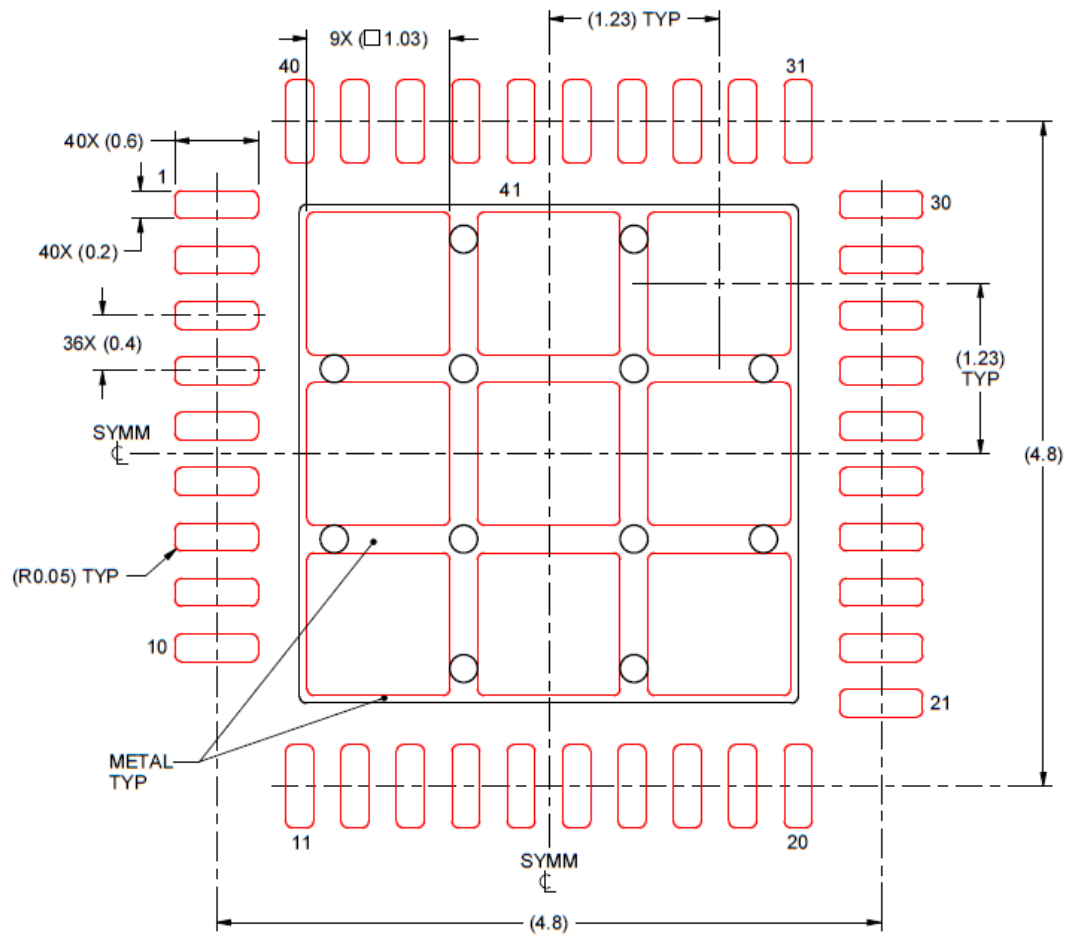 (1.23) TYP
9X (□ 1.03)
40
31
40X (0.6)
1
41
30
40X (0.2)
36X (0.4)
(1.23)
TYP
SYMM
℄
(4.8)
(R0.05) TYP
10
21
METAL
TYP
11
20
SYMM
℄
(4.8)